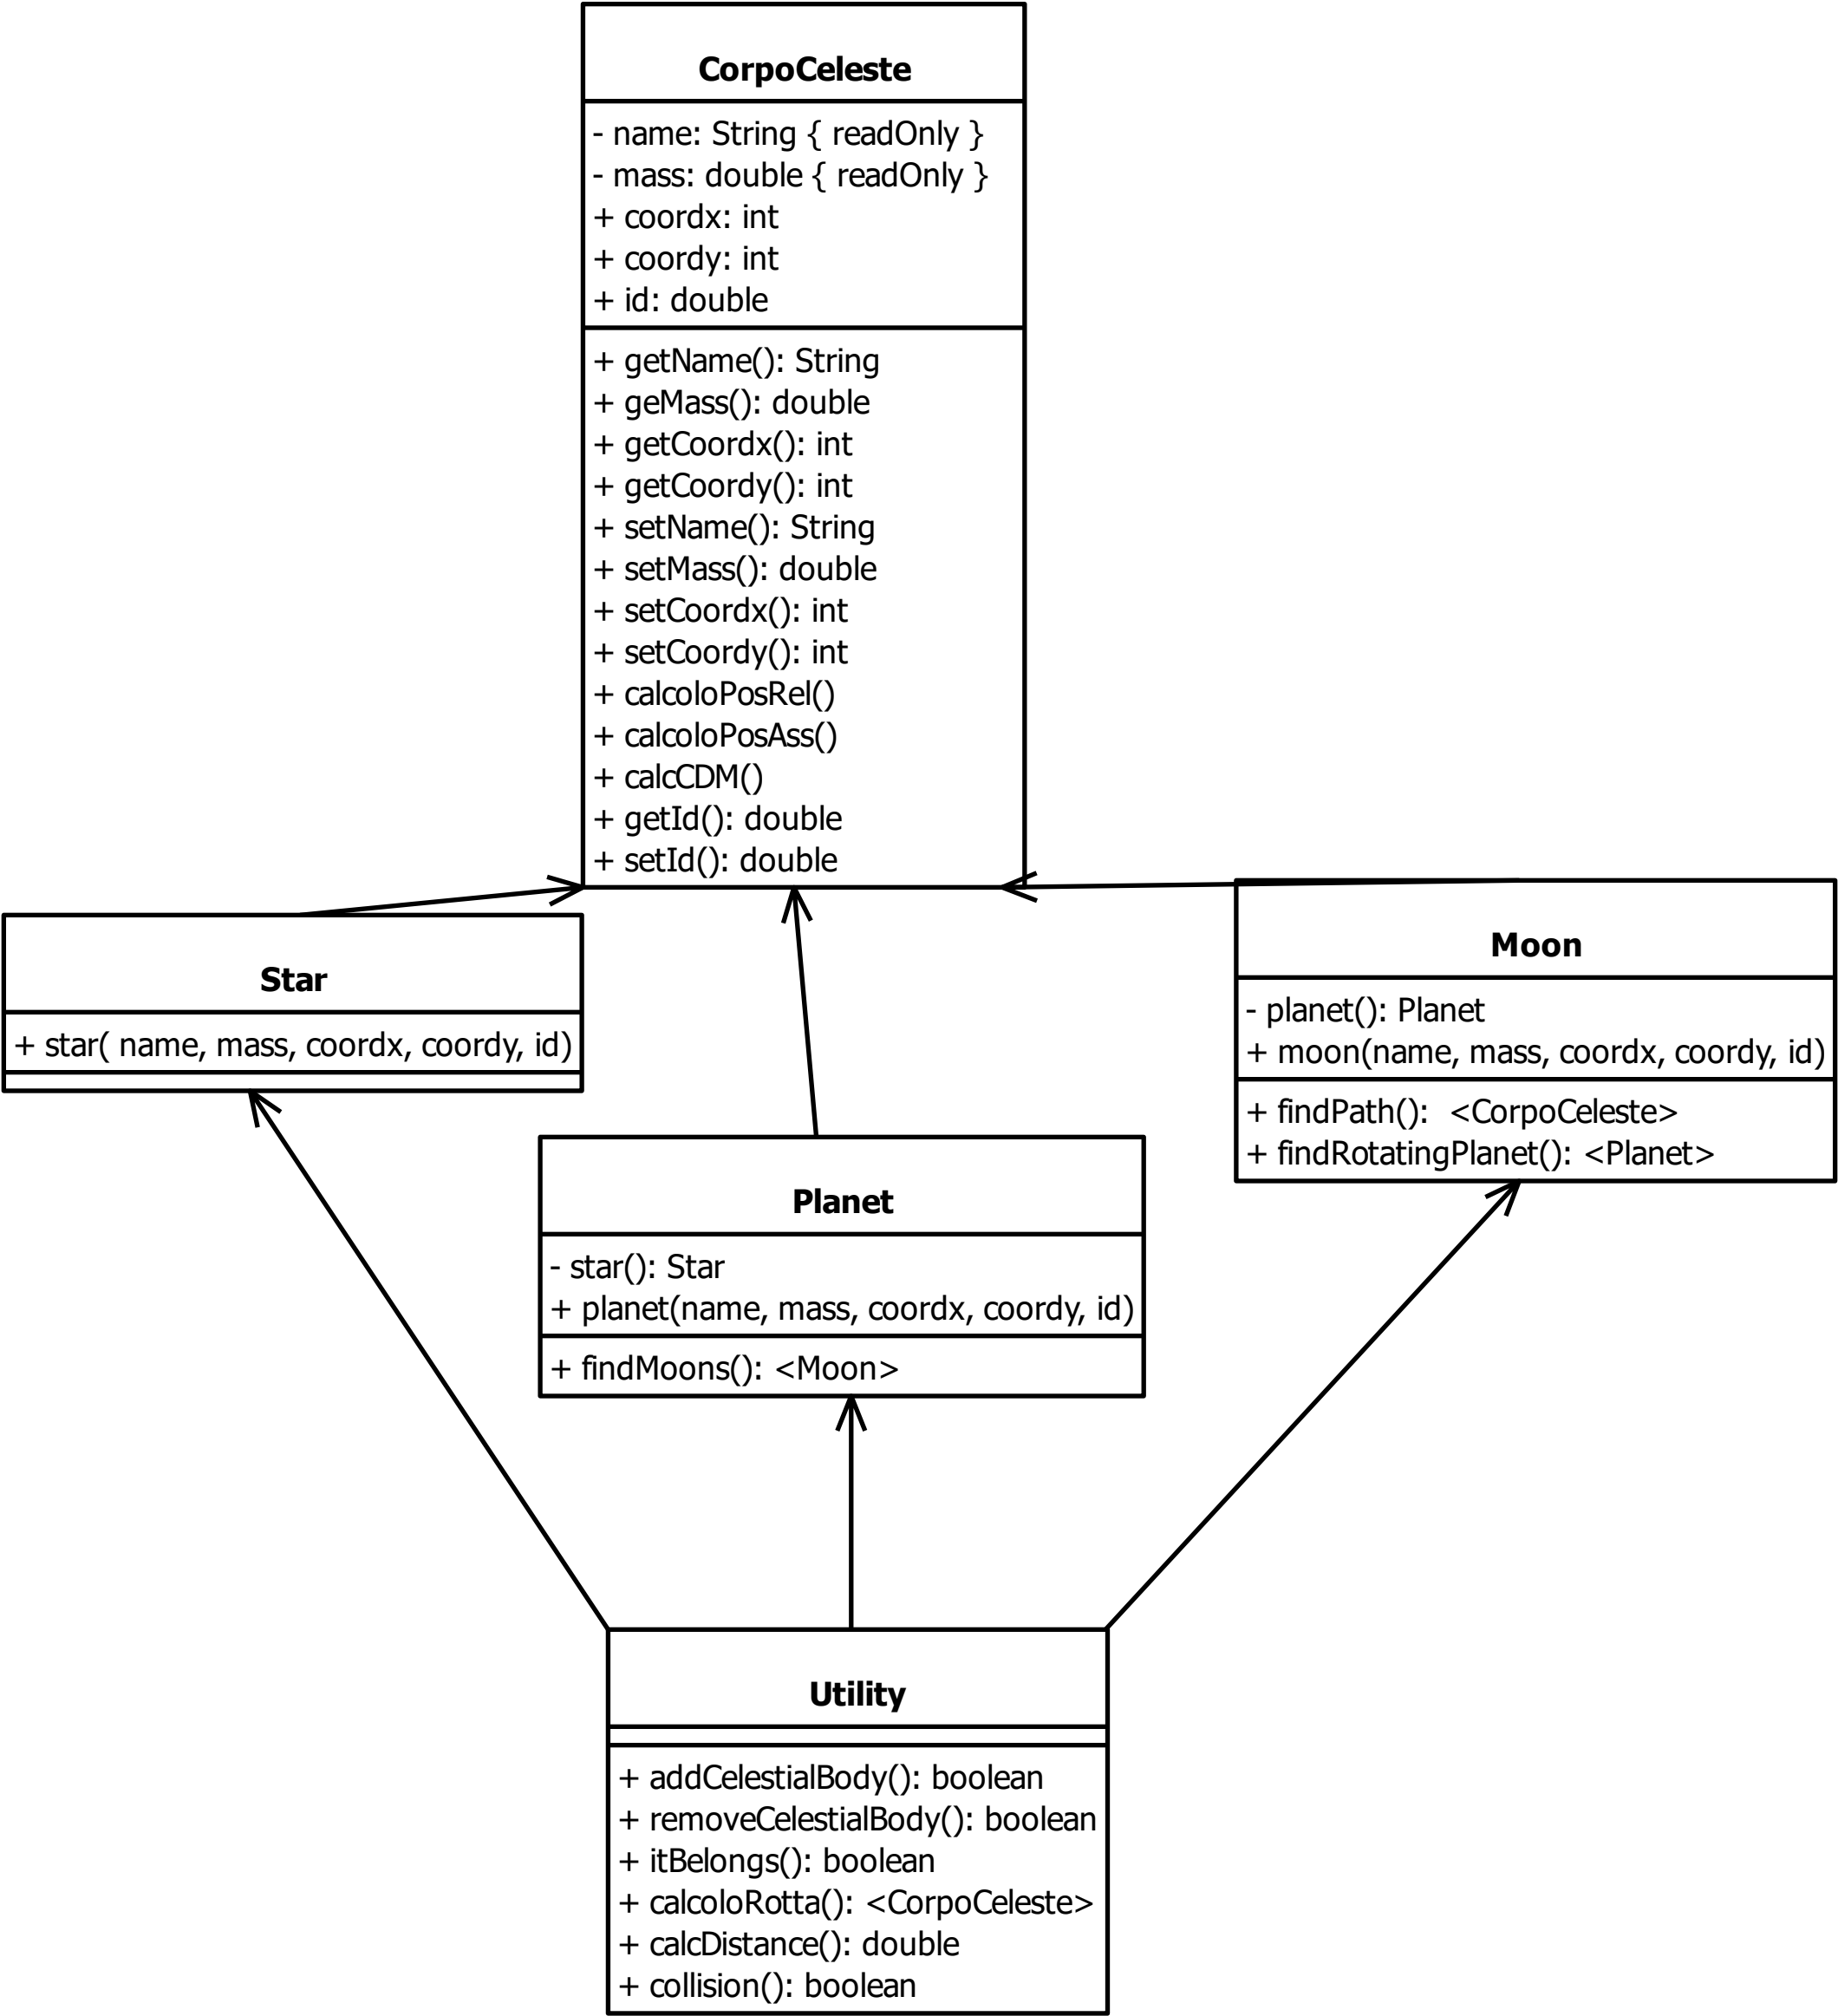 CorpoCeleste
- name: String { readOnly }
- mass: double { readOnly }
+ coordx: int
+ coordy: int
+ id: double
+ getName(): String
+ geMass(): double
+ getCoordx(): int
+ getCoordy(): int
+ setName(): String
+ setMass(): double
+ setCoordx(): int
+ setCoordy(): int
+ calcoloPosRel()
+ calcoloPosAss()
+ calcCDM()
+ getId(): double
+ setId(): double
Star
+ star( name, mass, coordx, coordy, id)
Moon
- planet(): Planet
+ moon(name, mass, coordx, coordy, id)
+ findPath():  <CorpoCeleste>
+ findRotatingPlanet(): <Planet>
Planet
- star(): Star
+ planet(name, mass, coordx, coordy, id)
+ findMoons(): <Moon>
Utility
+ addCelestialBody(): boolean
+ removeCelestialBody(): boolean
+ itBelongs(): boolean
+ calcoloRotta(): <CorpoCeleste>
+ calcDistance(): double
+ collision(): boolean